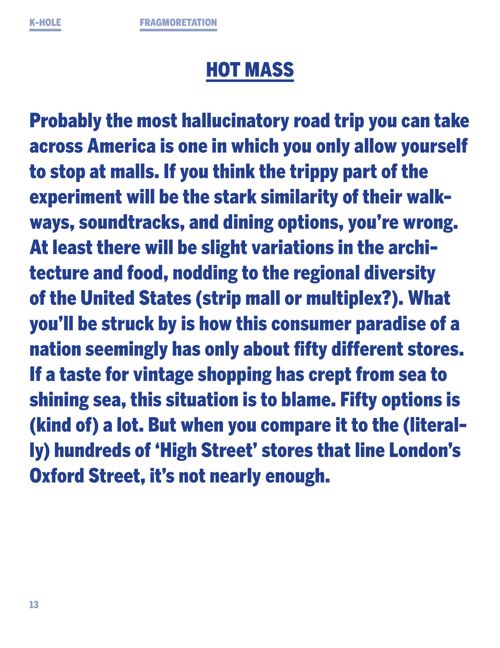 K-HOLE
FRAGMORETATION
HOT MASS
Probably the most hallucinatory road trip you can take
across America is one in which you only allow yourself
to stop at malls. If you think the trippy part of the
experiment will be the stark similarity of their walk-
ways, soundtracks, and dining options, you're wrong.
At least there will be slight variations in the archi-
tecture and food, nodding to the regional diversity
of the United States (strip mall or multiplex?). What
you'll be struck by is how this consumer paradise of a
nation seemingly has only about fifty different stores.
If a taste for vintage shopping has crept from sea to
shining sea, this situation is to blame. Fifty options is
(kind of) a lot. But when you compare it to the (literal-
ly) hundreds of 'High Street' stores that line London's
Oxford Street, it's not nearly enough.
13